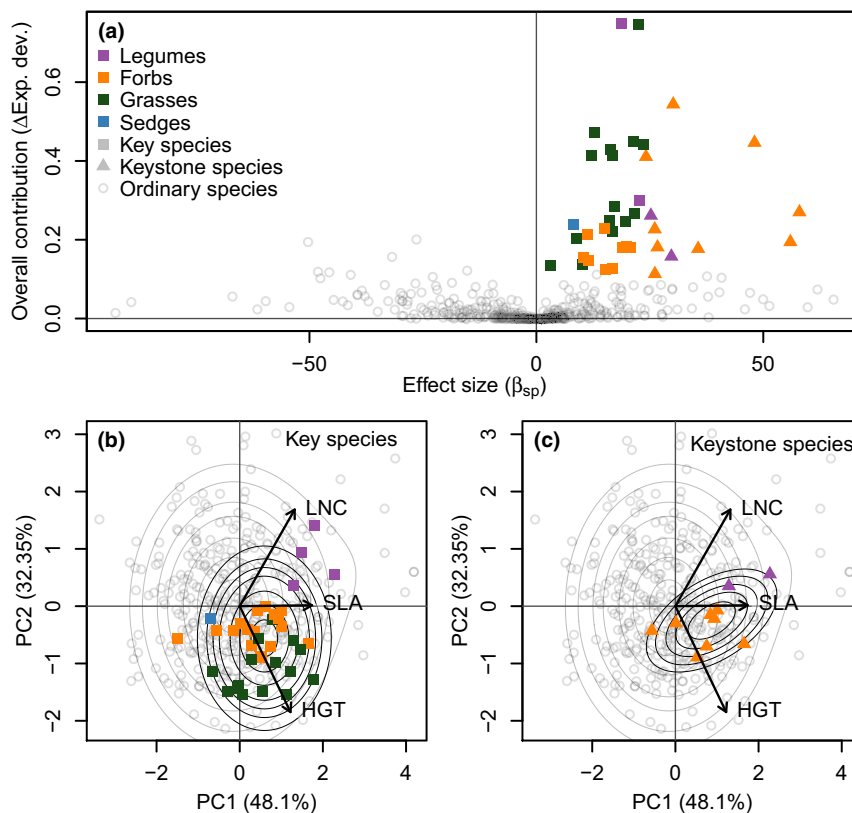 (a)
Legumes
Forbs
Grasses
Sedges
Key species
Keystone species
Ordinary species
Overall contribution (ΔExp. dev.)
0.0
0.2
0.4
0.6
−50
0
50
Effect size (βsp)
(b)
Key species
LNC
SLA
HGT
PC2 (32.35%)
3
2
1
0
−1
−2
−2
0
2
4
PC1 (48.1%)
(c)
Keystone species
LNC
SLA
HGT
PC2 (32.35%)
3
2
1
0
−1
−2
−2
0
2
4
PC1 (48.1%)